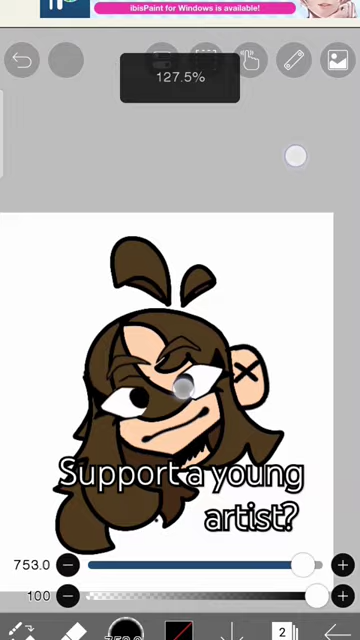 ibisPaint for Windows is available!
127.5%
Support a young
artist?
753.0
100
2